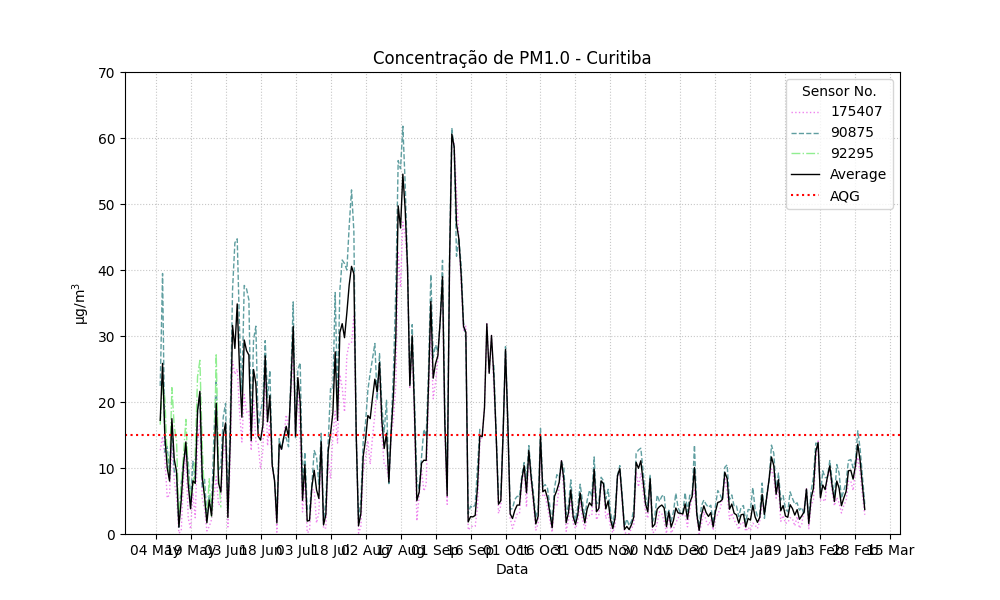 Concentração de PM1.0 - Curitiba
Sensor No.
175407
90875
92295
Average
AQG
70
60
50
40
30
20
10
0
µg/m³
04 May 19 May 03 Jun 18 Jun 03 Jul 18 Jul 02 Aug 17 Aug 01 Sep 16 Sep 01 Oct 16 Oct 31 Oct 15 Nov 30 Nov 15 Dec 30 Dec 14 Jan 29 Jan 13 Feb 28 Feb 15 Mar
Data